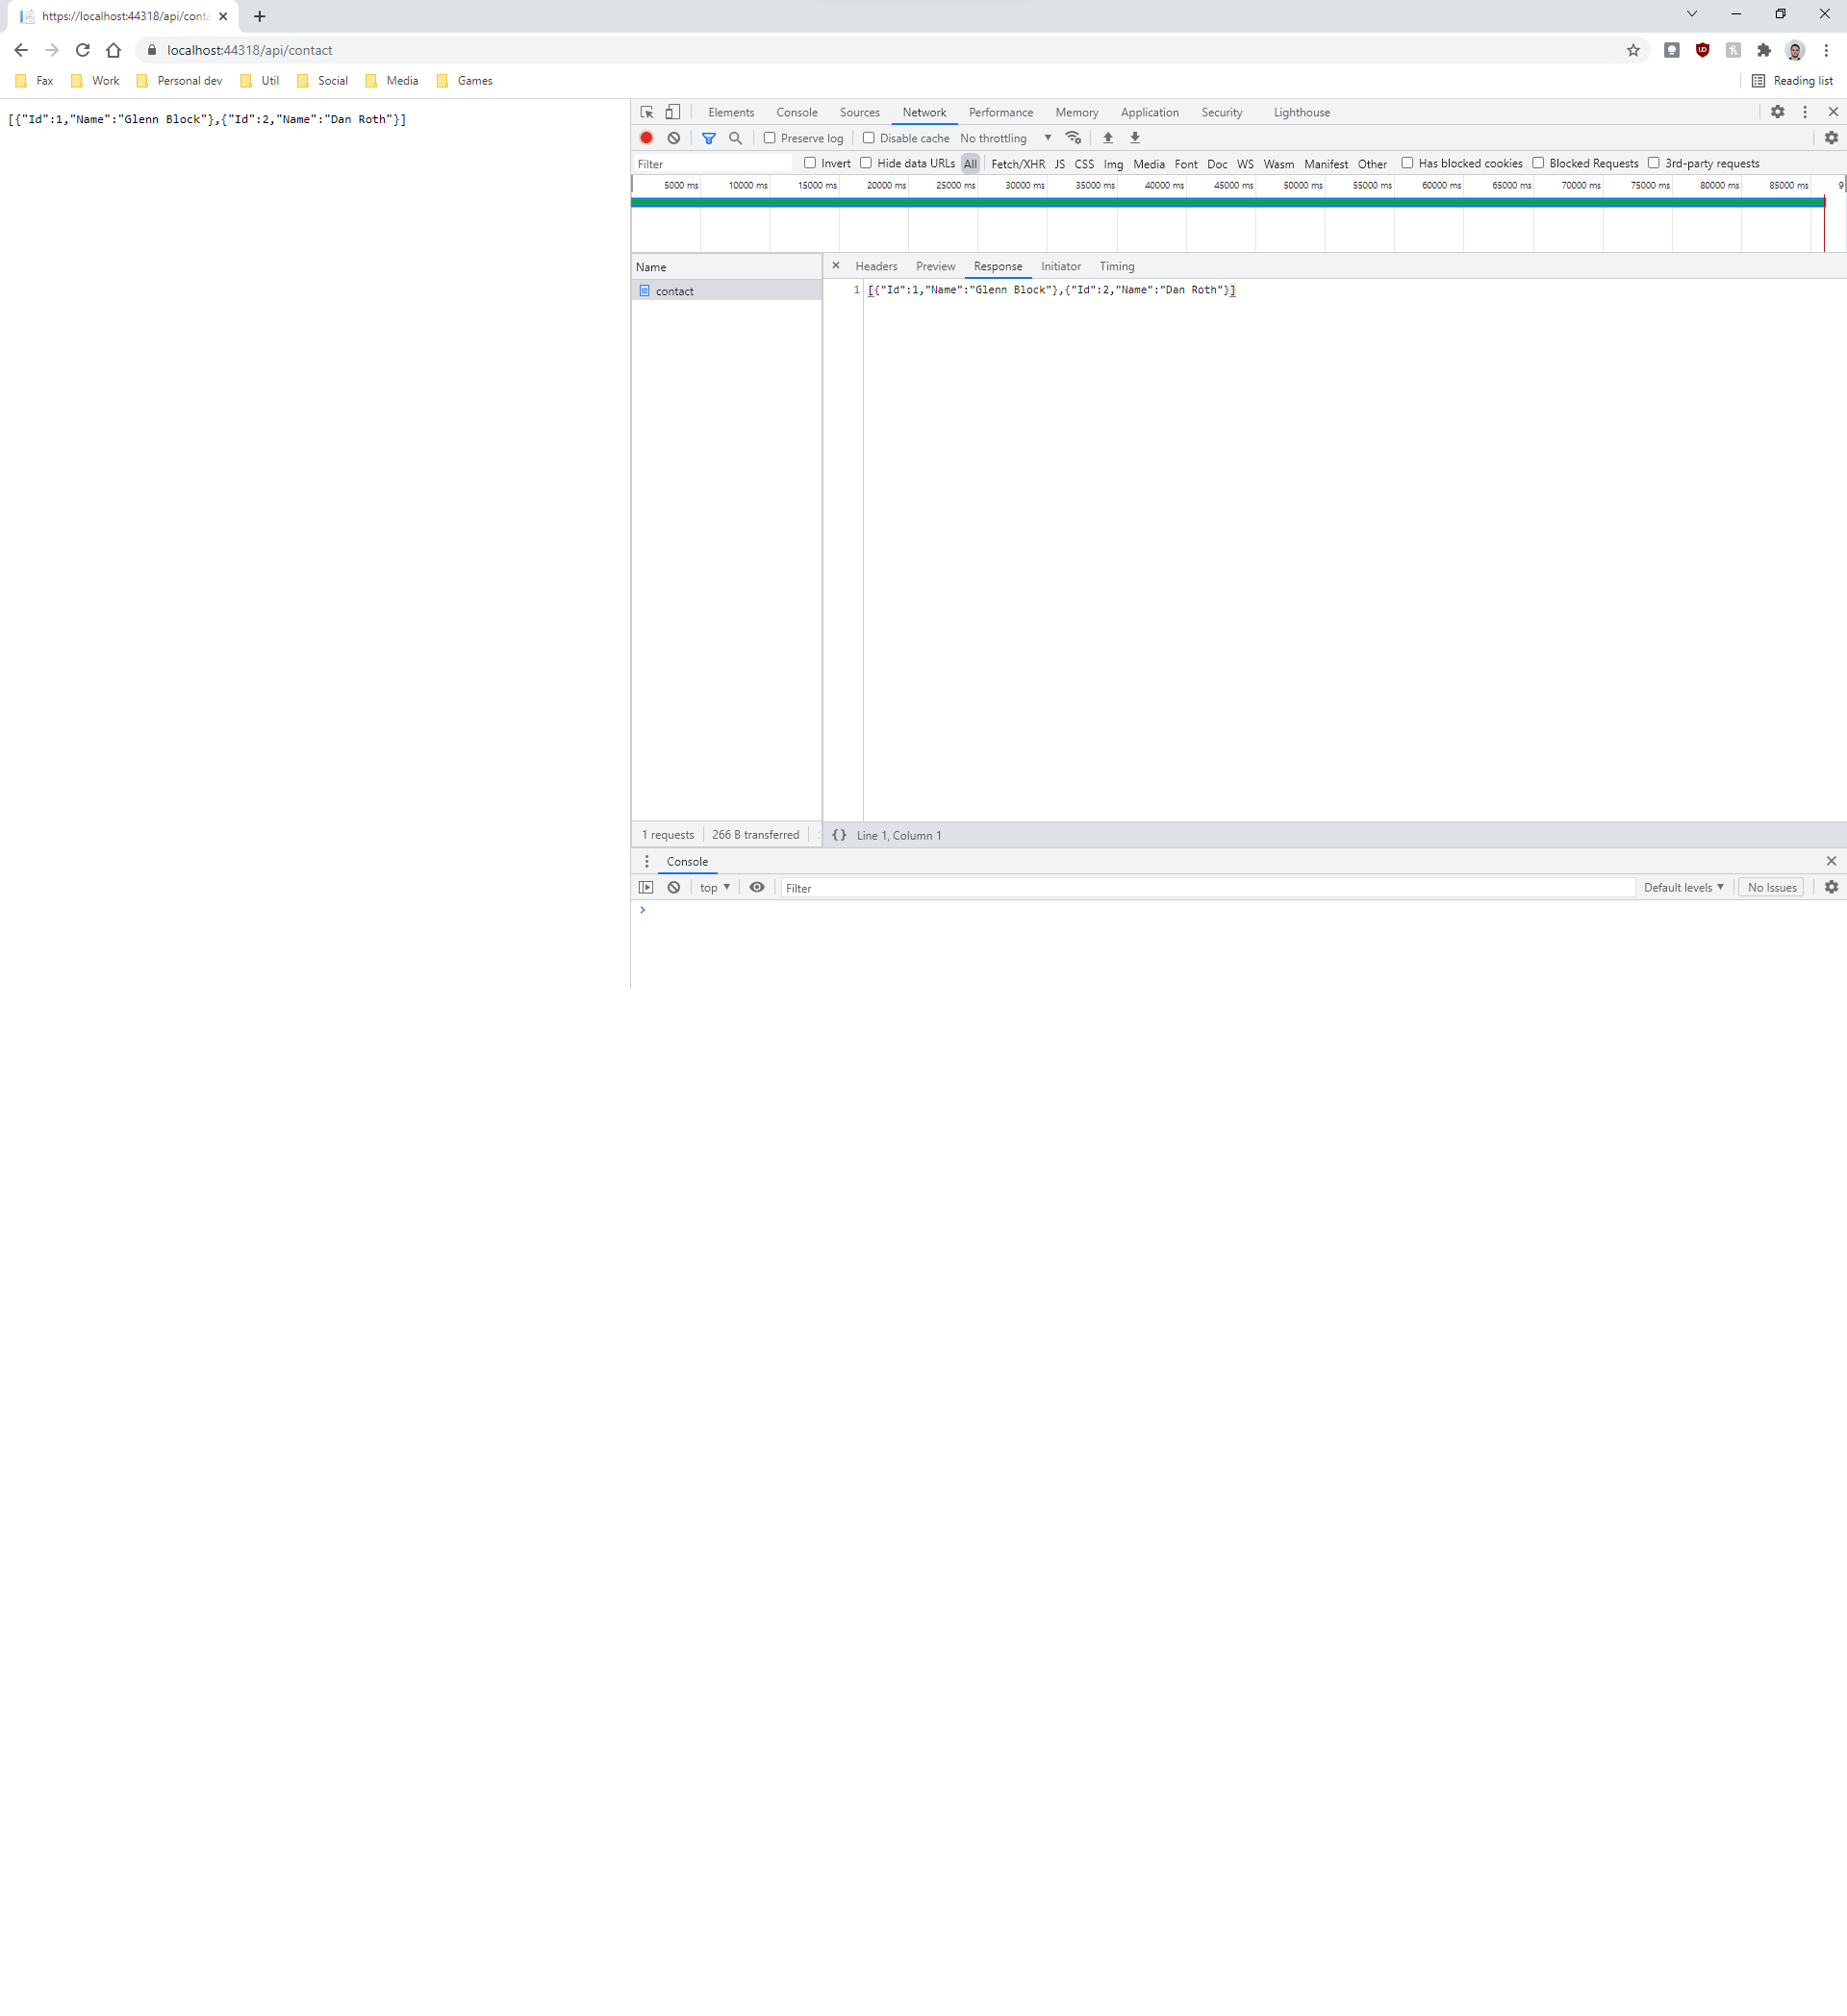 https://localhost:44318/api/conta
localhost:44318/api/contact
Fax Work Personal dev Util Social Media Games Reading list
[{"Id":1,"Name":"Glenn Block"},{"Id":2,"Name":"Dan Roth"}]
Elements Console Sources Network Performance Memory Application Security Lighthouse
Preserve log Disable cache No throttling
Filter Invert Hide data URLs All Fetch/XHR JS CSS Img Media Font Doc WS Wasm Manifest Other Has blocked cookies Blocked Requests 3rd-party requests
5000 ms 10000 ms 15000 ms 20000 ms 25000 ms 30000 ms 35000 ms 40000 ms 45000 ms 50000 ms 55000 ms 60000 ms 65000 ms 70000 ms 75000 ms 80000 ms 85000 ms 9
Name
Headers Preview Response Initiator Timing
contact
1 [{"Id":1,"Name":"Glenn Block"},{"Id":2,"Name":"Dan Roth"}]
1 requests 266 B transferred
{} Line 1, Column 1
Console
top Filter Default levels No Issues